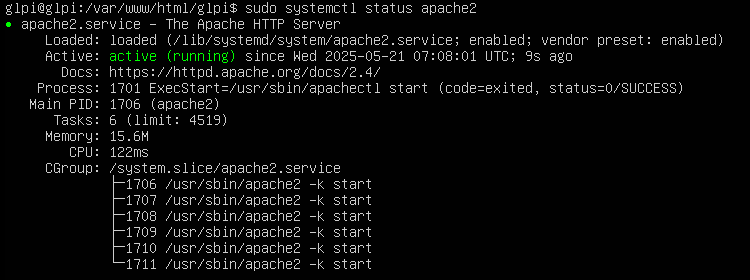 glpi@glpi:/var/www/html/glpi$ sudo systemctl status apache2
● apache2.service - The Apache HTTP Server
Loaded: loaded (/lib/systemd/system/apache2.service; enabled; vendor preset: enabled)
Active: active (running) since Wed 2025-05-21 07:08:01 UTC; 9s ago
Docs: https://httpd.apache.org/docs/2.4/
Process: 1701 ExecStart=/usr/sbin/apachectl start (code=exited, status=0/SUCCESS)
Main PID: 1706 (apache2)
Tasks: 6 (limit: 4519)
Memory: 15.6M
CPU: 122ms
CGroup: /system.slice/apache2.service
├─1706 /usr/sbin/apache2 -k start
├─1707 /usr/sbin/apache2 -k start
├─1708 /usr/sbin/apache2 -k start
├─1709 /usr/sbin/apache2 -k start
├─1710 /usr/sbin/apache2 -k start
└─1711 /usr/sbin/apache2 -k start